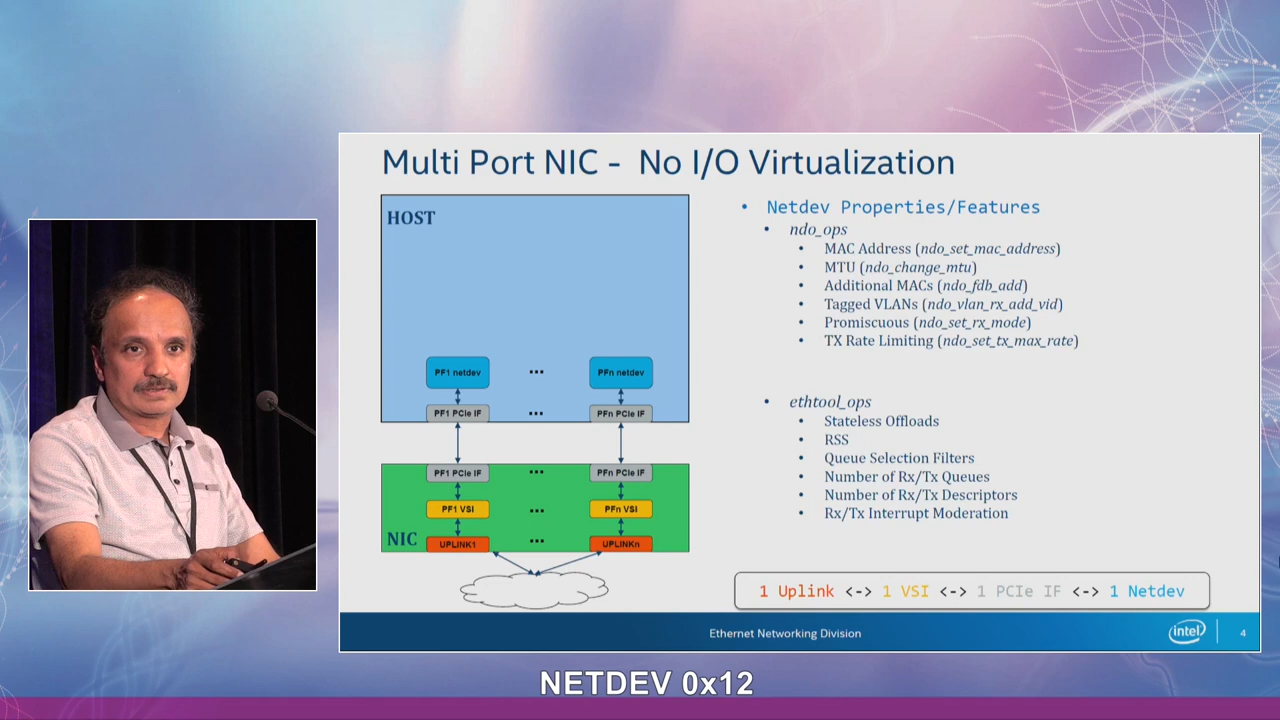 Multi Port NIC - No I/O Virtualization
HOST
PF1 netdev
...
PFn netdev
PF1 PCIe IF
...
PFn PCIe IF
PF1 PCIe IF
...
PFn PCIe IF
PF1 VSI
...
PFn VSI
NIC
UPLINK1
...
UPLINKn
• Netdev Properties/Features
• ndo_ops
• MAC Address (ndo_set_mac_address)
• MTU (ndo_change_mtu)
• Additional MACs (ndo_fdb_add)
• Tagged VLANs (ndo_vlan_rx_add_vid)
• Promiscuous (ndo_set_rx_mode)
• TX Rate Limiting (ndo_set_tx_max_rate)
• ethtool_ops
• Stateless Offloads
• RSS
• Queue Selection Filters
• Number of Rx/Tx Queues
• Number of Rx/Tx Descriptors
• Rx/Tx Interrupt Moderation
1 Uplink <-> 1 VSI <-> 1 PCIe IF <-> 1 Netdev
Ethernet Networking Division
intel
4
NETDEV 0x12